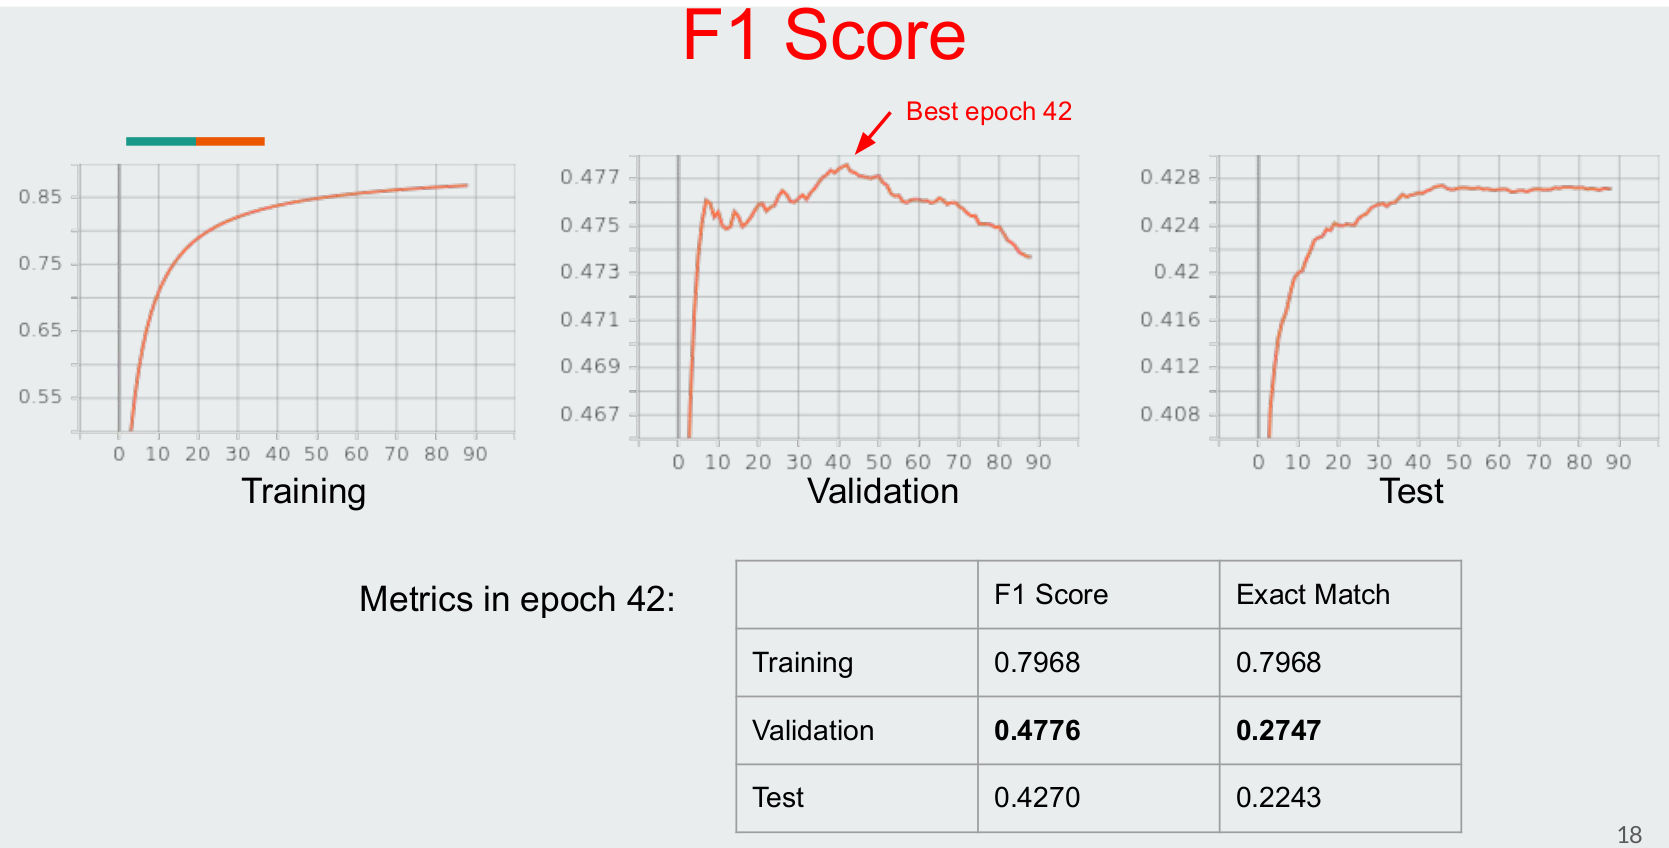 F1 Score
Best epoch 42
0.85
0.75
0.65
0.55
0 10 20 30 40 50 60 70 80 90
Training
0.477
0.475
0.473
0.471
0.469
0.467
0 10 20 30 40 50 60 70 80 90
Validation
0.428
0.424
0.42
0.416
0.412
0.408
0 10 20 30 40 50 60 70 80 90
Test
Metrics in epoch 42:
F1 Score Exact Match
Training 0.7968 0.7968
Validation 0.4776 0.2747
Test 0.4270 0.2243
18